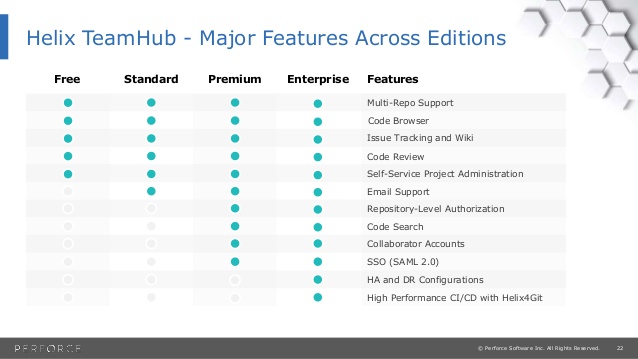 Helix TeamHub - Major Features Across Editions
Free Standard Premium Enterprise Features
Multi-Repo Support
Code Browser
Issue Tracking and Wiki
Code Review
Self-Service Project Administration
Email Support
Repository-Level Authorization
Code Search
Collaborator Accounts
SSO (SAML 2.0)
HA and DR Configurations
High Performance CI/CD with Helix4Git
PERFORCE © Perforce Software Inc. All Rights Reserved. 22